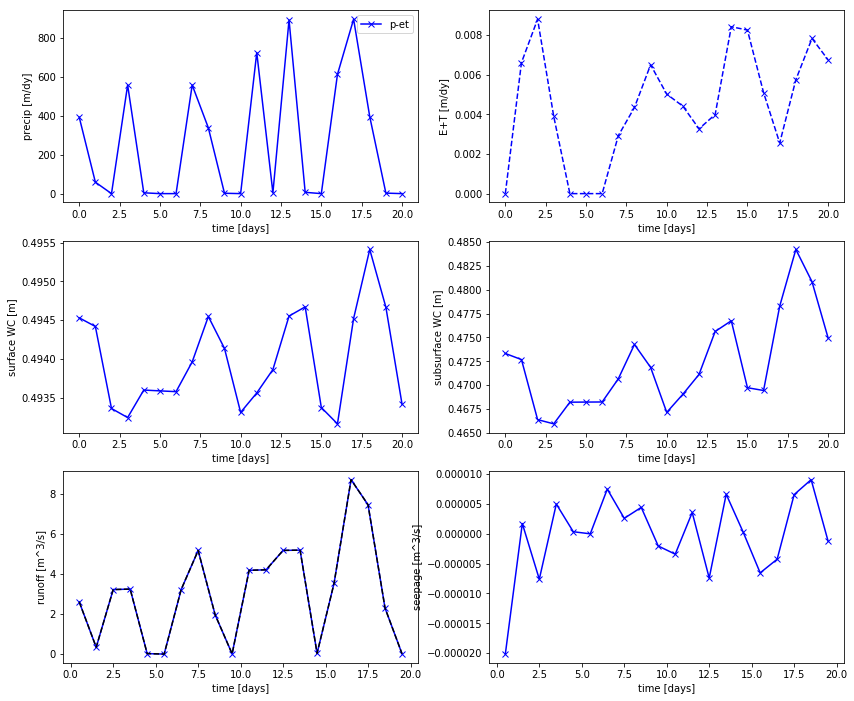 p-et
precip [m/dy]
800
600
400
200
0
0.0 2.5 5.0 7.5 10.0 12.5 15.0 17.5 20.0
time [days]
E+T [m/dy]
0.008
0.006
0.004
0.002
0.000
0.0 2.5 5.0 7.5 10.0 12.5 15.0 17.5 20.0
time [days]
surface WC [m]
0.4955
0.4950
0.4945
0.4940
0.4935
0.0 2.5 5.0 7.5 10.0 12.5 15.0 17.5 20.0
time [days]
subsurface WC [m]
0.4850
0.4825
0.4800
0.4775
0.4750
0.4725
0.4700
0.4675
0.4650
0.0 2.5 5.0 7.5 10.0 12.5 15.0 17.5 20.0
time [days]
runoff [m^3/s]
8
6
4
2
0
0.0 2.5 5.0 7.5 10.0 12.5 15.0 17.5 20.0
time [days]
seepage [m^3/s]
0.000010
0.000005
0.000000
−0.000005
−0.000010
−0.000015
−0.000020
0.0 2.5 5.0 7.5 10.0 12.5 15.0 17.5 20.0
time [days]